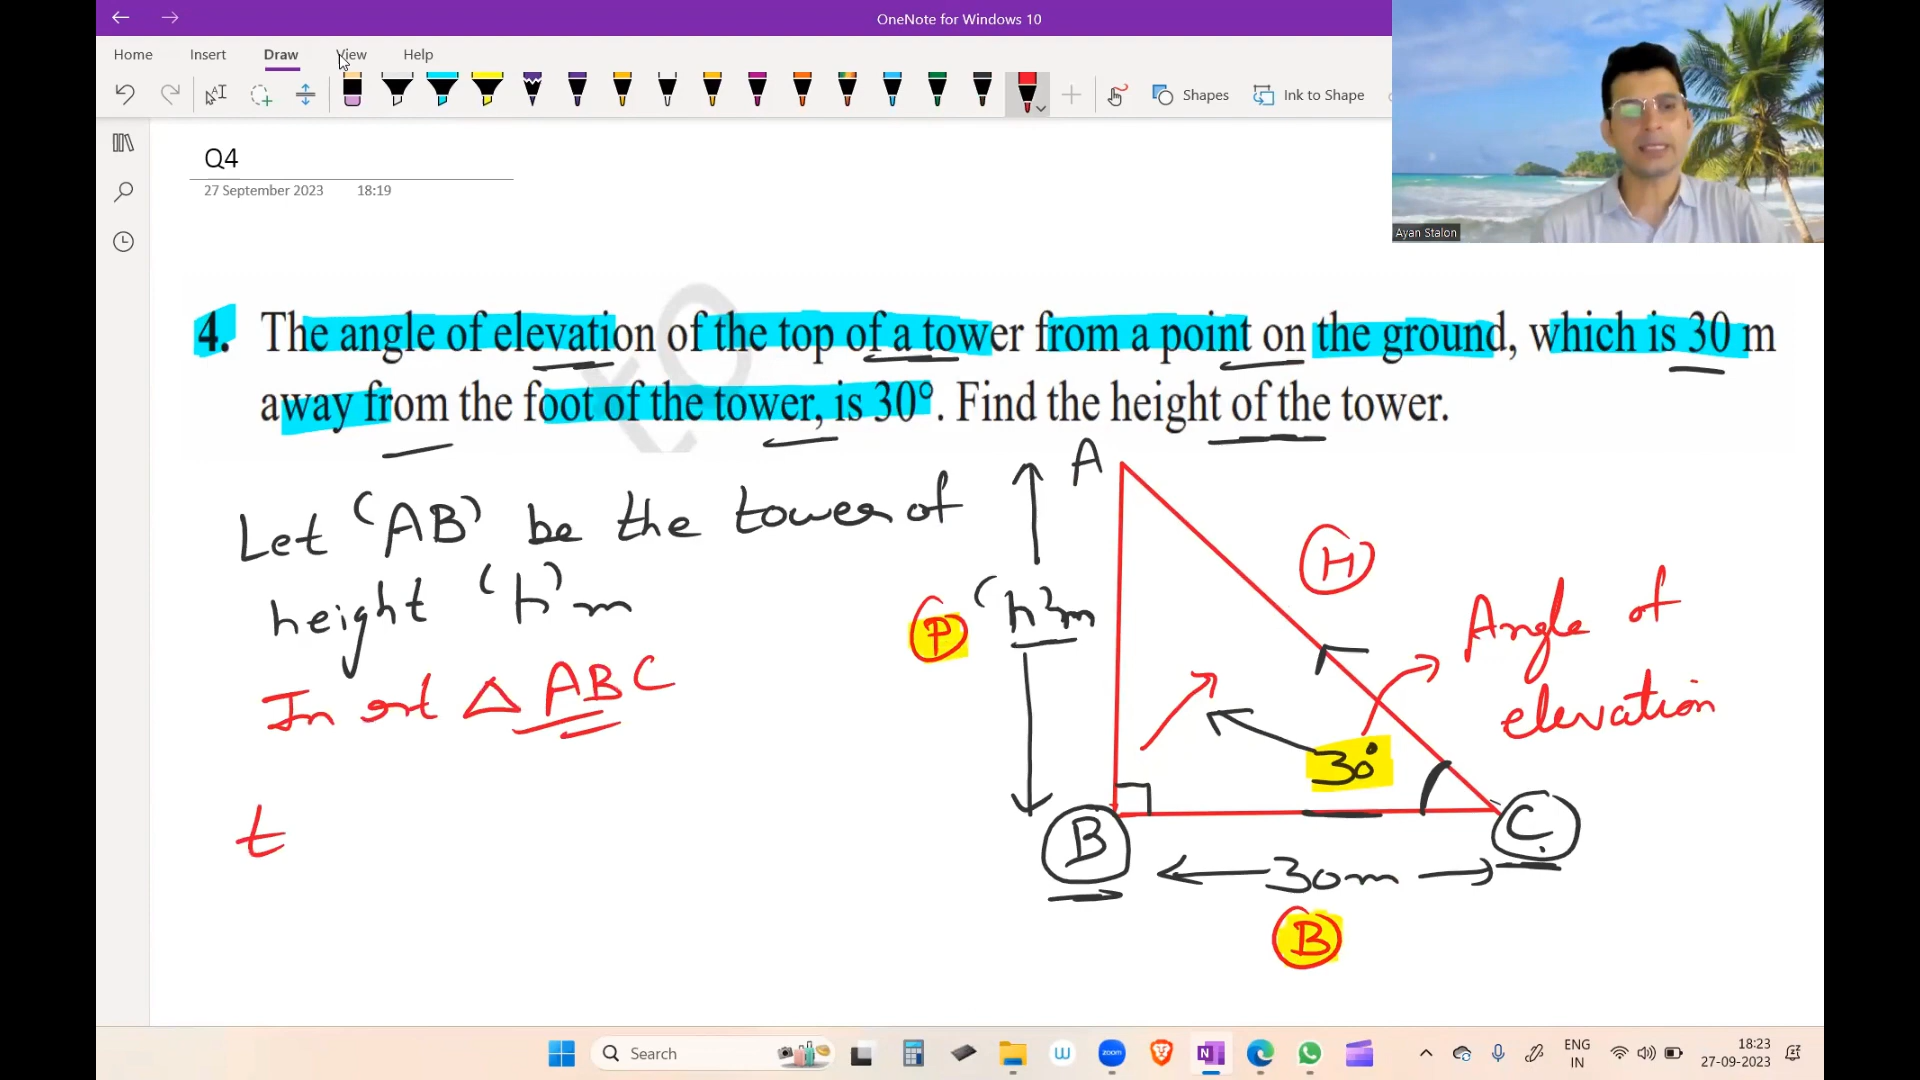 OneNote for Windows 10
Home Insert Draw View Help
Shapes Ink to Shape
Q4
27 September 2023 18:19
Ayan Stalon
4. The angle of elevation of the top of a tower from a point on the ground, which is 30 m
away from the foot of the tower, is 30°. Find the height of the tower.
Let 'AB' be the tower of
height 'h' m
In rt △ ABC
t
A
H
P
'h' m
Angle of
elevation
30°
B
C
30m
B
Search
zoom
ENG
IN
18:23
27-09-2023